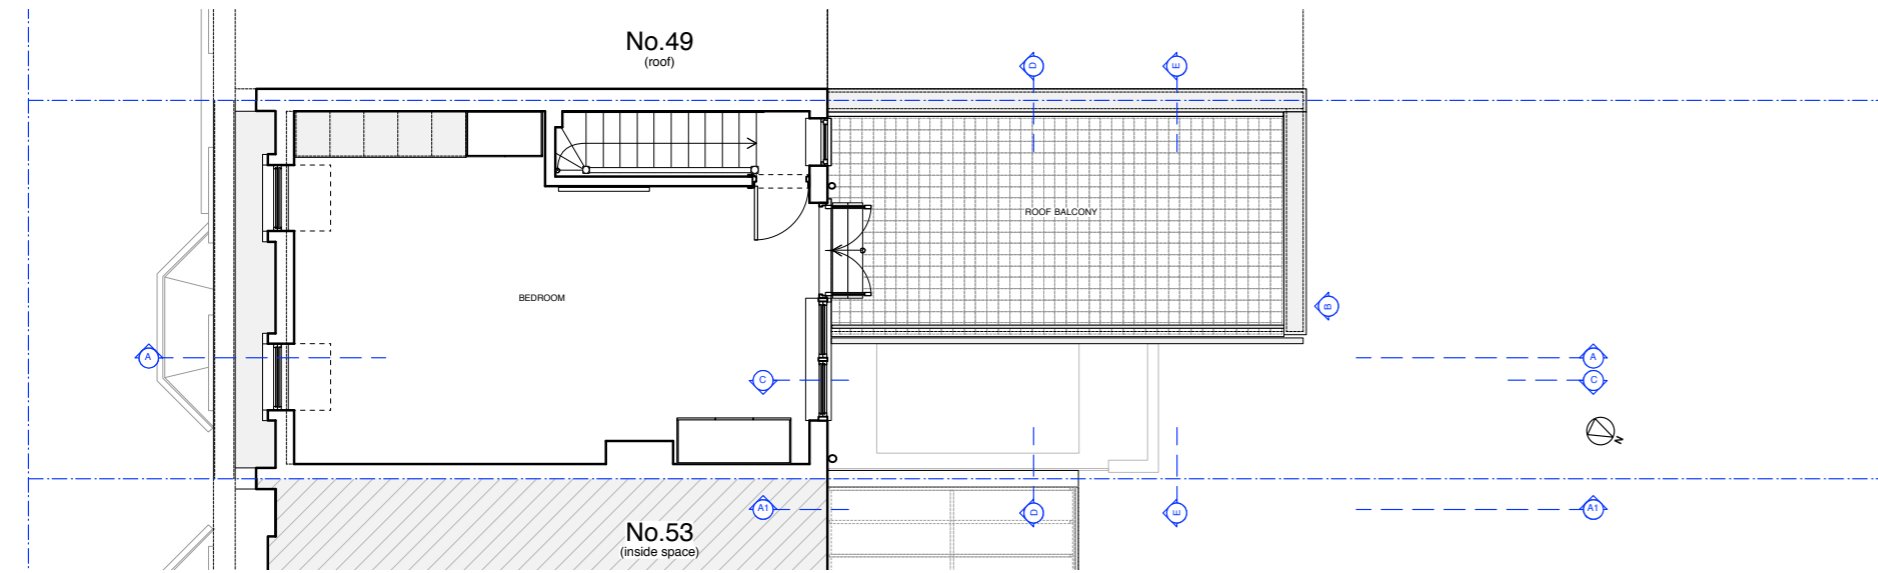 No.49
(roof)
D
E
ROOF BALCONY
BEDROOM
B
A
A
C
C
N
A1
A1
D
E
No.53
(inside space)